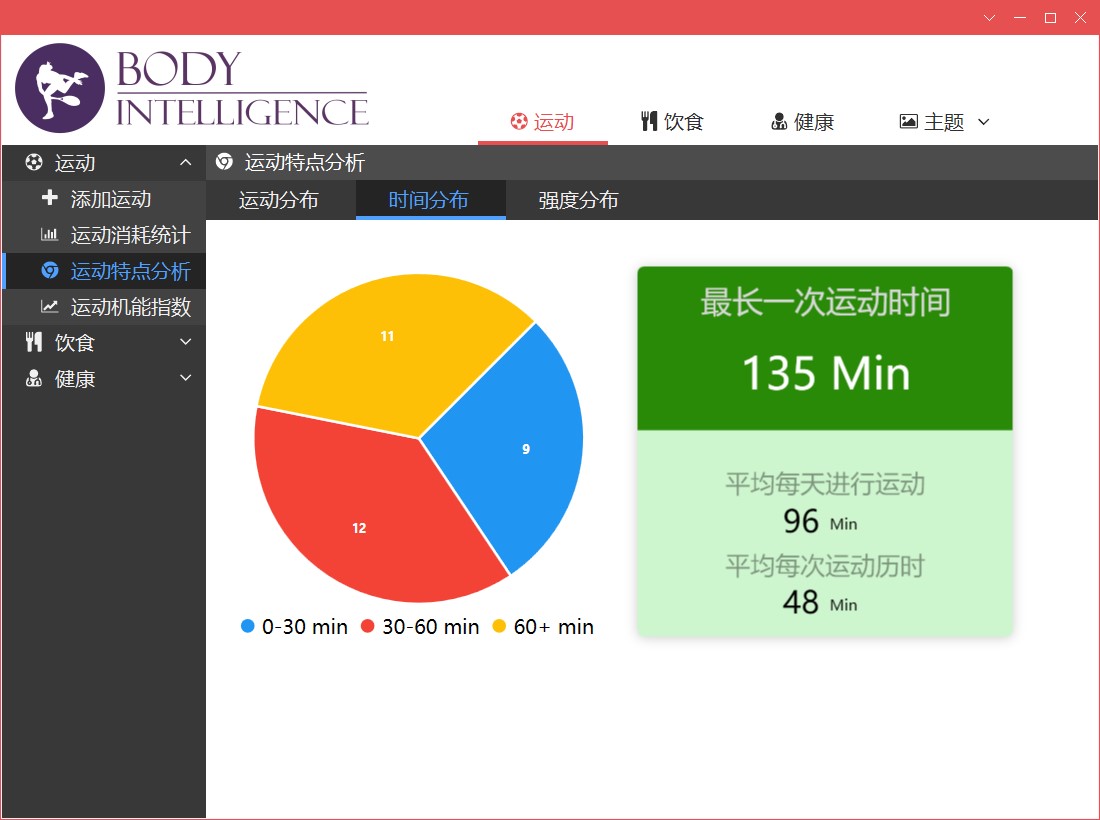 BODY
INTELLIGENCE
运动 饮食 健康 主题
运动
添加运动
运动消耗统计
运动特点分析
运动机能指数
饮食
健康
运动特点分析
运动分布 时间分布 强度分布
11
9
12
0-30 min 30-60 min 60+ min
最长一次运动时间
135 Min
平均每天进行运动
96 Min
平均每次运动历时
48 Min